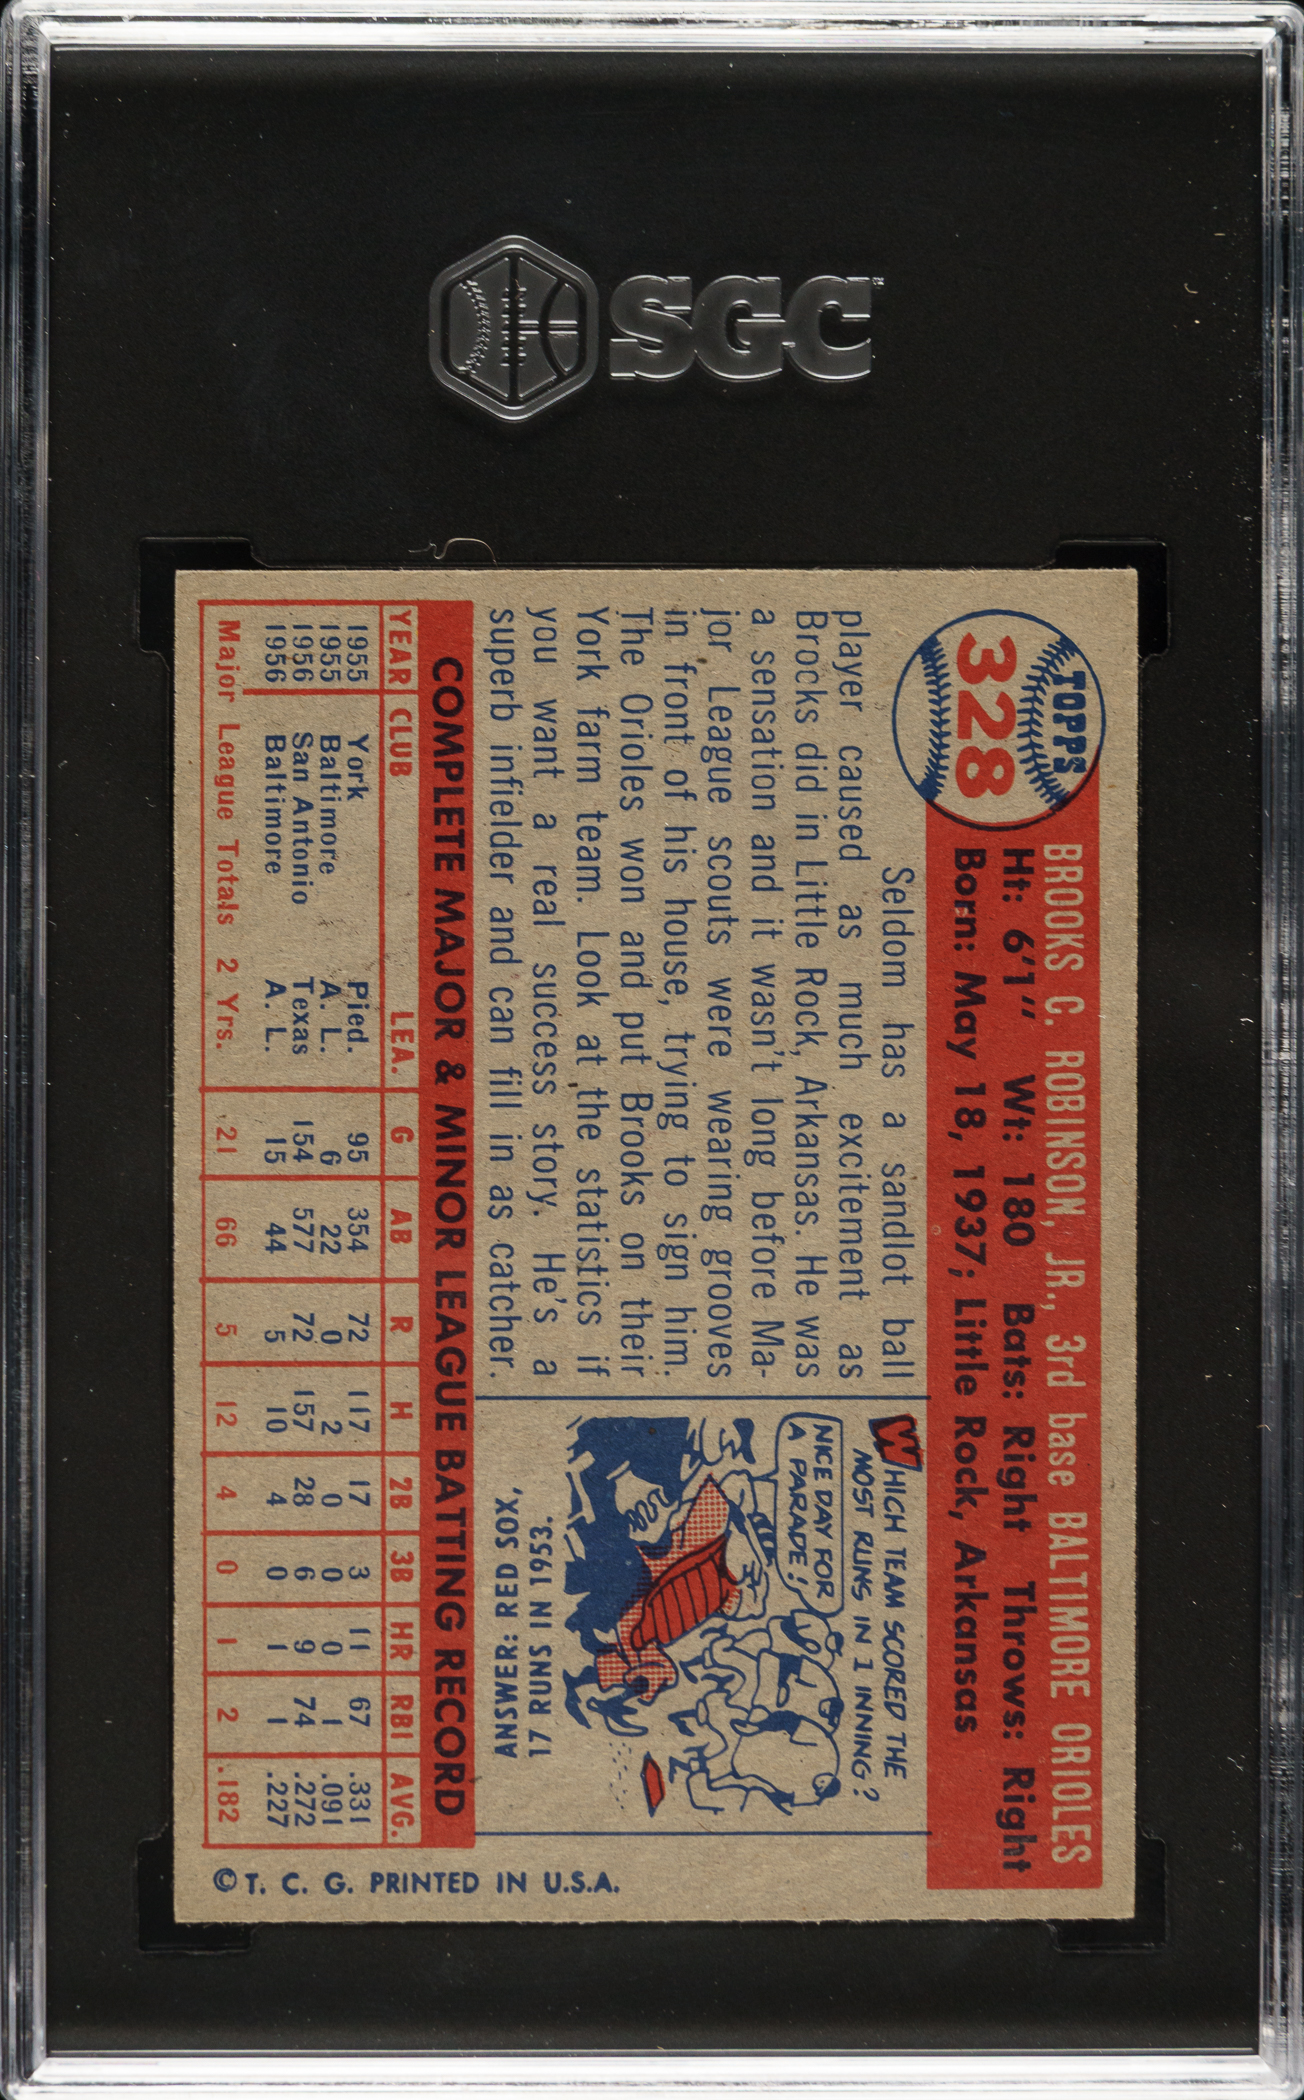 SGC
TOPPS
328
BROOKS C. ROBINSON, JR., 3rd base BALTIMORE ORIOLES
Ht: 6'1" Wt: 180 Bats: Right Throws: Right
Born: May 18, 1937; Little Rock, Arkansas
Seldom has a sandlot ball
player caused as much excitement as
Brocks did in Little Rock, Arkansas. He was
a sensation and it wasn't long before Ma-
jor League scouts were wearing grooves
in front of his house, trying to sign him.
The Orioles won and put Brooks on their
York farm team. Look at the statistics if
you want a real success story. He's a
superb infielder and can fill in as catcher.
WHICH TEAM SCORED THE
MOST RUNS IN 1 INNING?
NICE DAY FOR
A PARADE!
ANSWER: RED SOX,
17 RUNS IN 1953.
COMPLETE MAJOR & MINOR LEAGUE BATTING RECORD
YEAR CLUB LEA. G AB R H 2B 3B HR RBI AVG.
1955 York Pied. 95 354 72 117 17 3 11 67 .331
1955 Baltimore A. L. 6 22 0 2 0 0 0 1 .091
1956 San Antonio Texas 154 577 72 157 28 6 9 74 .272
1956 Baltimore A. L. 15 44 5 10 4 0 1 1 .227
Major League Totals 2 Yrs. 21 66 5 12 4 0 1 2 .182
© T. C. G. PRINTED IN U.S.A.